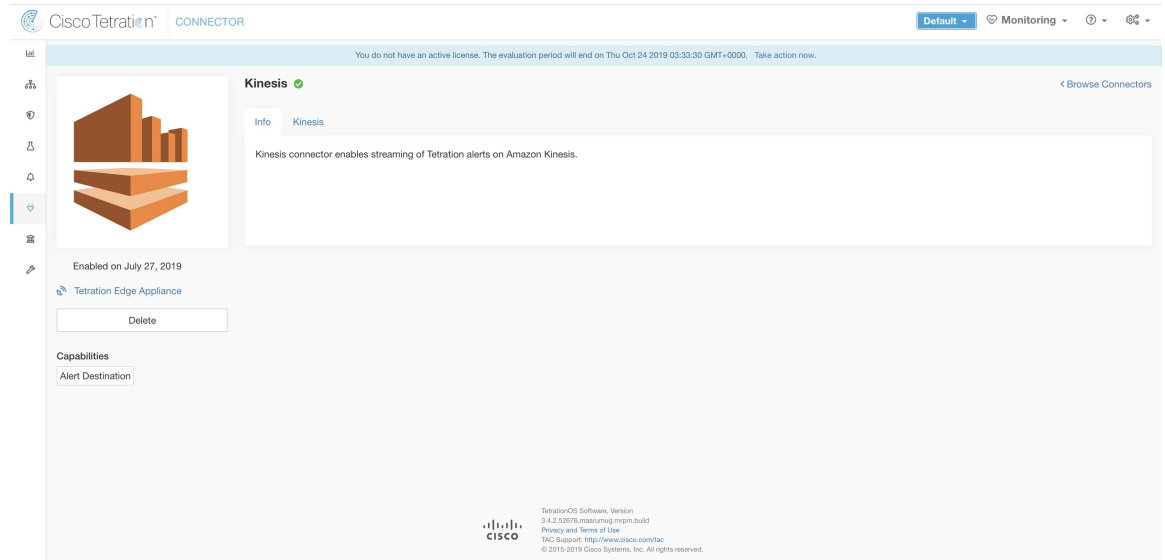 Cisco Tetration™ CONNECTOR Default Monitoring
You do not have an active license. The evaluation period will end on Thu Oct 24 2019 03:33:30 GMT+0000. Take action now.
Kinesis
< Browse Connectors
Info Kinesis
Kinesis connector enables streaming of Tetration alerts on Amazon Kinesis.
Enabled on July 27, 2019
Tetration Edge Appliance
Delete
Capabilities
Alert Destination
CISCO
TetrationOS Software, Version
3.4.2.52676.maarumug.mrpm.build
Privacy and Terms of Use
TAC Support: http://www.cisco.com/tac
© 2015-2019 Cisco Systems, Inc. All rights reserved.